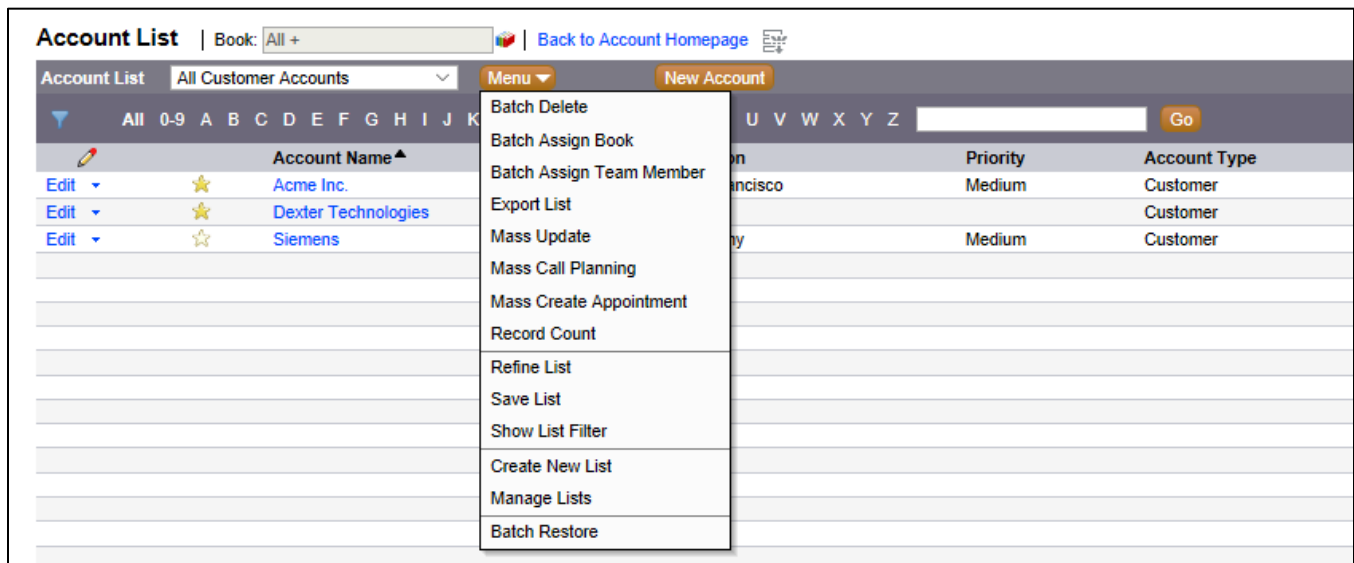 Account List | Book: All + | Back to Account Homepage
Account List All Customer Accounts Menu New Account
All 0-9 A B C D E F G H I J K U V W X Y Z Go
Account Name on Priority Account Type
Edit Acme Inc. ancisco Medium Customer
Edit Dexter Technologies Customer
Edit Siemens ny Medium Customer
Batch Delete
Batch Assign Book
Batch Assign Team Member
Export List
Mass Update
Mass Call Planning
Mass Create Appointment
Record Count
Refine List
Save List
Show List Filter
Create New List
Manage Lists
Batch Restore